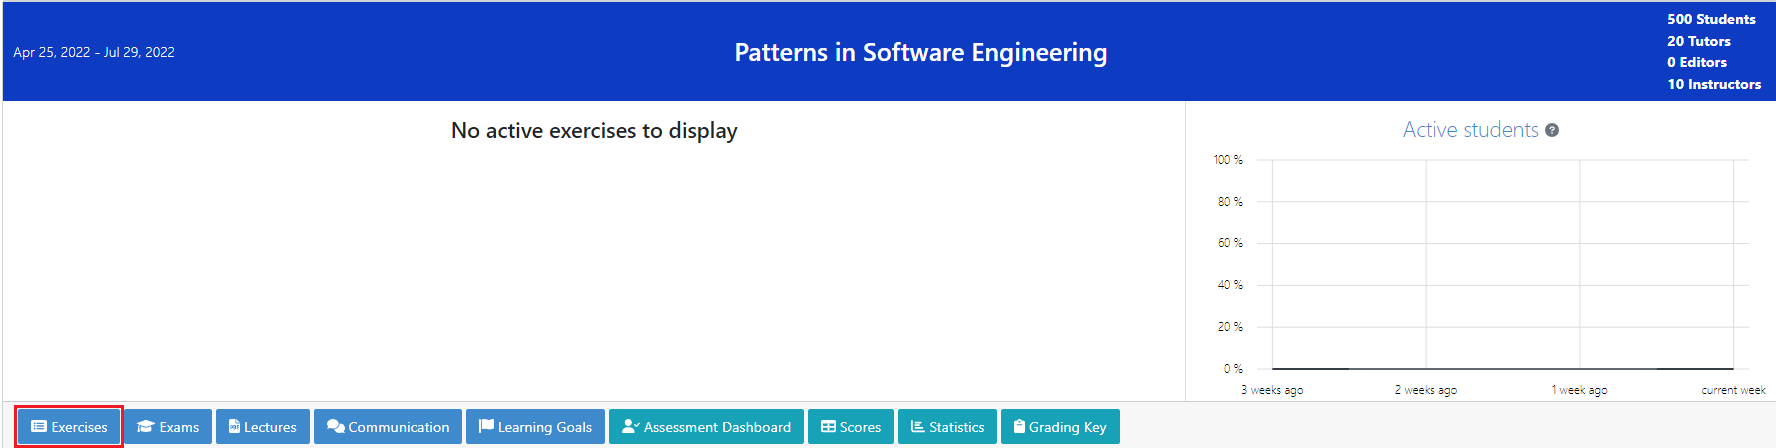 Apr 25, 2022 - Jul 29, 2022
Patterns in Software Engineering
500 Students
20 Tutors
0 Editors
10 Instructors
No active exercises to display
Active students ?
100 %
80 %
60 %
40 %
20 %
0 %
3 weeks ago
2 weeks ago
1 week ago
current week
Exercises
Exams
PDF Lectures
Communication
Learning Goals
Assessment Dashboard
Scores
Statistics
Grading Key